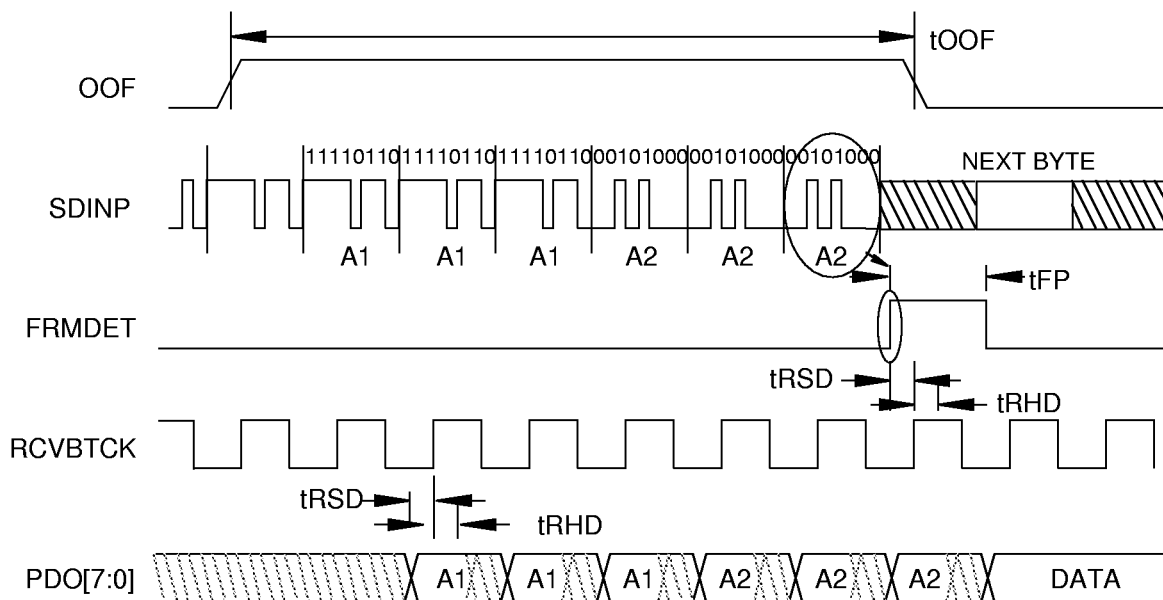 tOOF
OOF
11110110 11110110 11110110 00101000 00101000 00101000
NEXT BYTE
SDINP
A1 A1 A1 A2 A2 A2
tFP
FRMDET
tRSD
tRHD
RCVBTCK
tRSD
tRHD
PDO[7:0] A1 A1 A1 A2 A2 A2 DATA